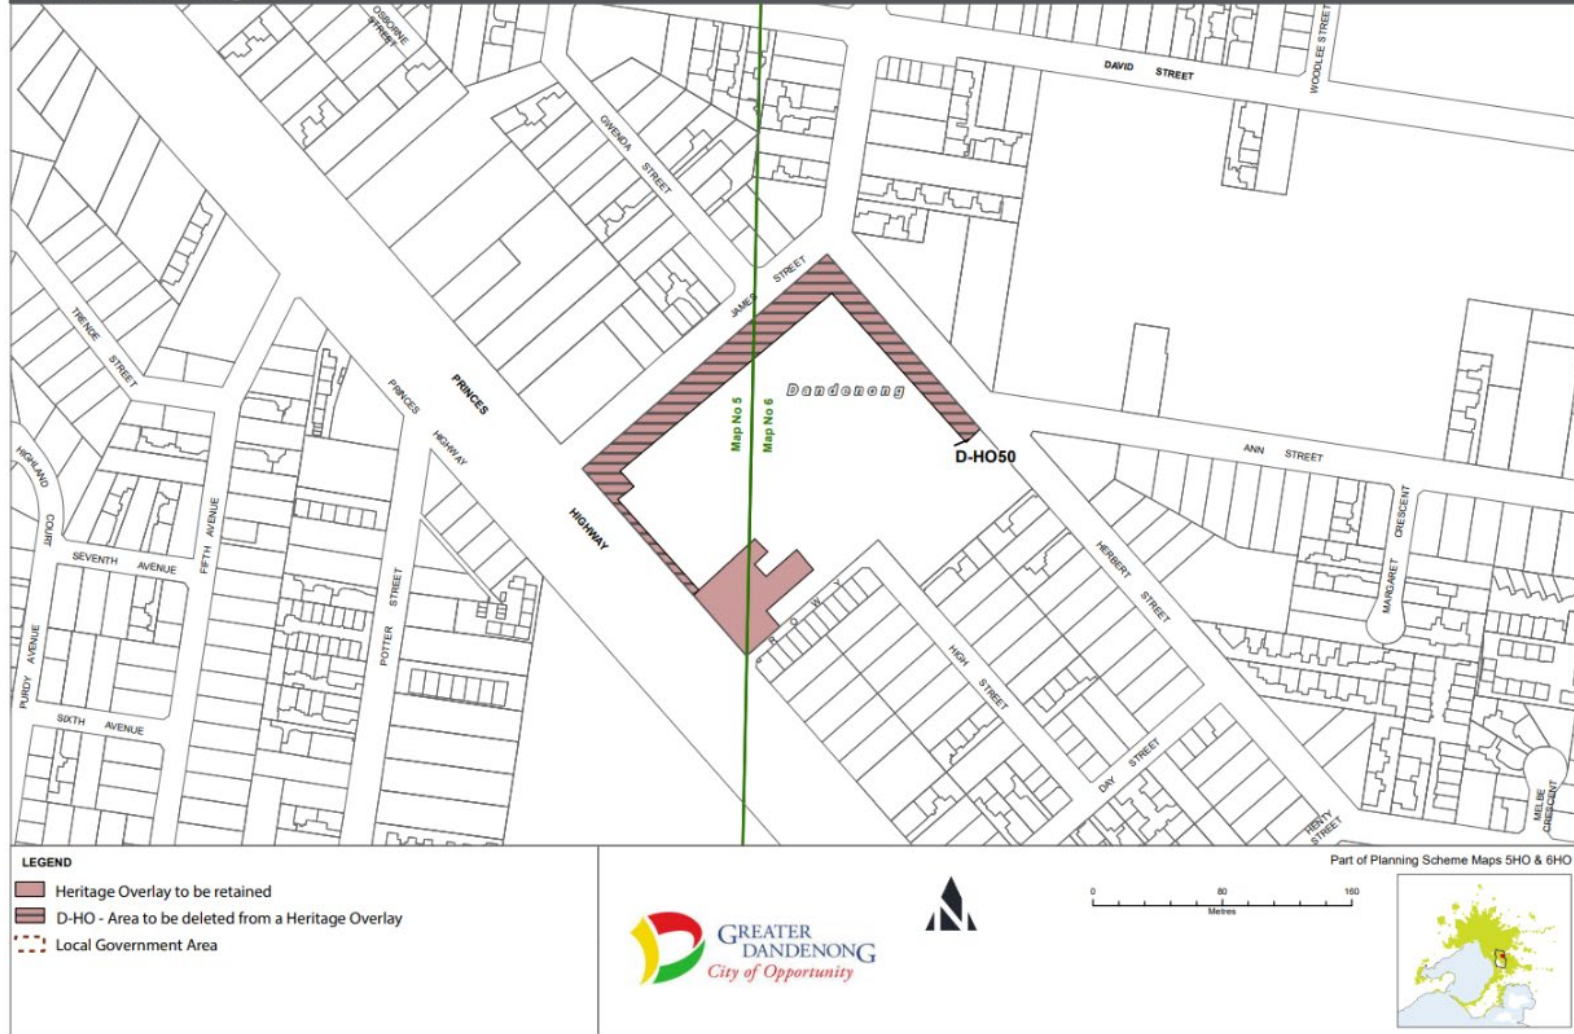 OSBORNE
STREET
DAVID STREET
WOODLEE STREET
GWENDA STREET
JAMES STREET
TRENDE STREET
PRINCES
PRINCES
HIGHWAY
Dandenong
Map No 5
Map No 6
D-HO50
ANN STREET
HIGHLAND
COURT
FIFTH AVENUE
HIGHWAY
SEVENTH AVENUE
MARGARET CRESCENT
HERBERT STREET
POTTER STREET
PURDY AVENUE
HIGH STREET
SIXTH AVENUE
DAY STREET
HENTY
STREET
MELBE
CRESCENT
LEGEND
Heritage Overlay to be retained
D-HO - Area to be deleted from a Heritage Overlay
Local Government Area
GREATER
DANDENONG
City of Opportunity
N
0 80 160
Metres
Part of Planning Scheme Maps 5HO & 6HO